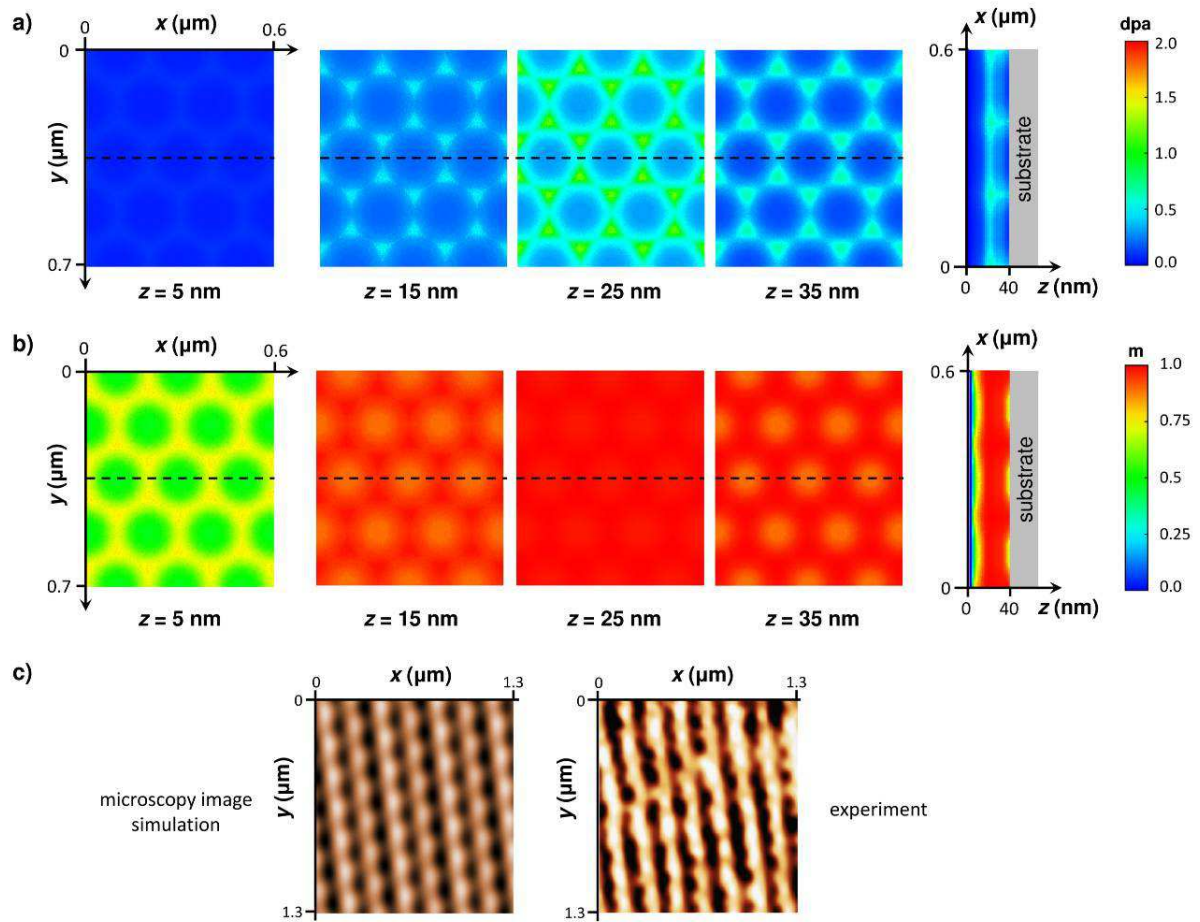 a)
x (µm)
0
0.6
0
y (µm)
0.7
z = 5 nm
z = 15 nm
z = 25 nm
z = 35 nm
x (µm)
0.6
substrate
0
0
40
z (nm)
dpa
2.0
1.5
1.0
0.5
0.0
b)
x (µm)
0
0.6
0
y (µm)
0.7
z = 5 nm
z = 15 nm
z = 25 nm
z = 35 nm
x (µm)
0.6
substrate
0
0
40
z (nm)
m
1.0
0.75
0.5
0.25
0.0
c)
x (µm)
0
1.3
0
y (µm)
1.3
microscopy image
simulation
x (µm)
0
1.3
0
y (µm)
1.3
experiment